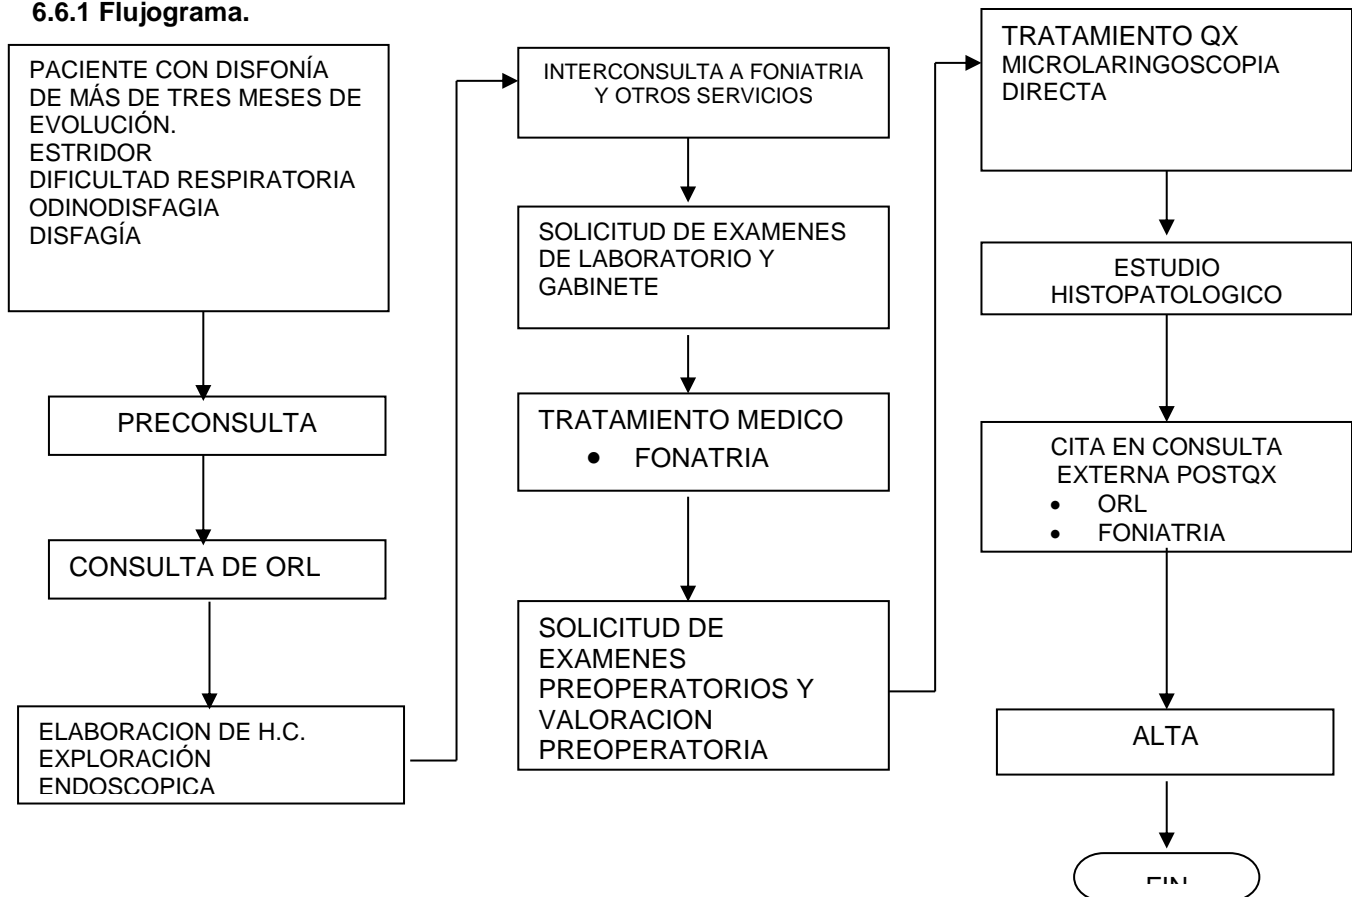 6.6.1 Flujograma.
PACIENTE CON DISFONÍA
DE MÁS DE TRES MESES DE
EVOLUCIÓN.
ESTRIDOR
DIFICULTAD RESPIRATORIA
ODINODISFAGIA
DISFAGÍA
PRECONSULTA
CONSULTA DE ORL
ELABORACION DE H.C.
EXPLORACIÓN
ENDOSCOPICA
INTERCONSULTA A FONIATRIA
Y OTROS SERVICIOS
SOLICITUD DE EXAMENES
DE LABORATORIO Y
GABINETE
TRATAMIENTO MEDICO
• FONATRIA
SOLICITUD DE
EXAMENES
PREOPERATORIOS Y
VALORACION
PREOPERATORIA
TRATAMIENTO QX
MICROLARINGOSCOPIA
DIRECTA
ESTUDIO
HISTOPATOLOGICO
CITA EN CONSULTA
EXTERNA POSTQX
• ORL
• FONIATRIA
ALTA
FIN